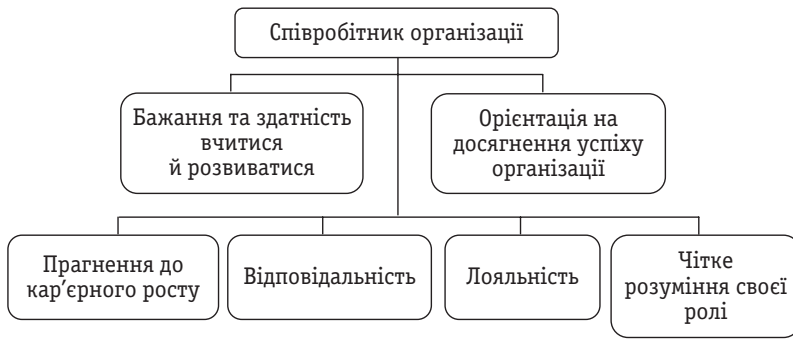 Співробітник організації
Бажання та здатність
вчитися
й розвиватися
Орієнтація на
досягнення успіху
організації
Прагнення до
кар’єрного росту
Відповідальність
Лояльність
Чітке
розуміння своєї
ролі